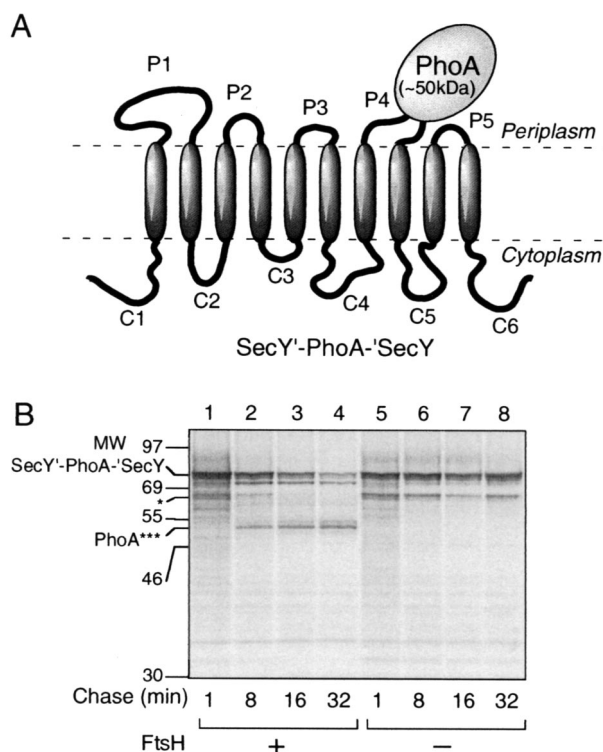 A
P1
P2
P3
P4
PhoA
(~50kDa)
P5
Periplasm
Cytoplasm
C1
C2
C3
C4
C5
C6
SecY'-PhoA-'SecY
B
1 2 3 4 5 6 7 8
MW 97
SecY'-PhoA-'SecY
69
*
55
PhoA***
46
30
Chase (min) 1 8 16 32 1 8 16 32
FtsH + −